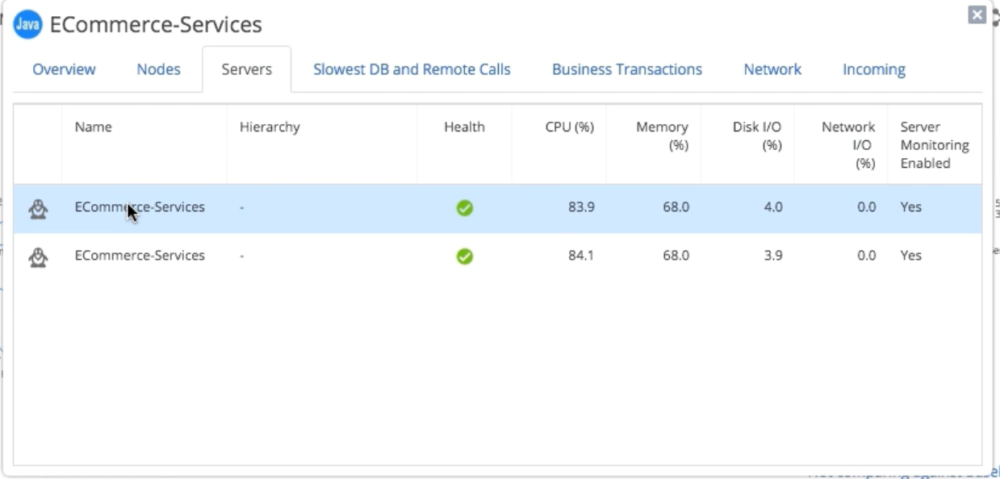 Java ECommerce-Services
Overview Nodes Servers Slowest DB and Remote Calls Business Transactions Network Incoming
Name Hierarchy Health CPU (%) Memory (%) Disk I/O (%) Network I/O (%) Server Monitoring Enabled
ECommerce-Services - 83.9 68.0 4.0 0.0 Yes
ECommerce-Services - 84.1 68.0 3.9 0.0 Yes